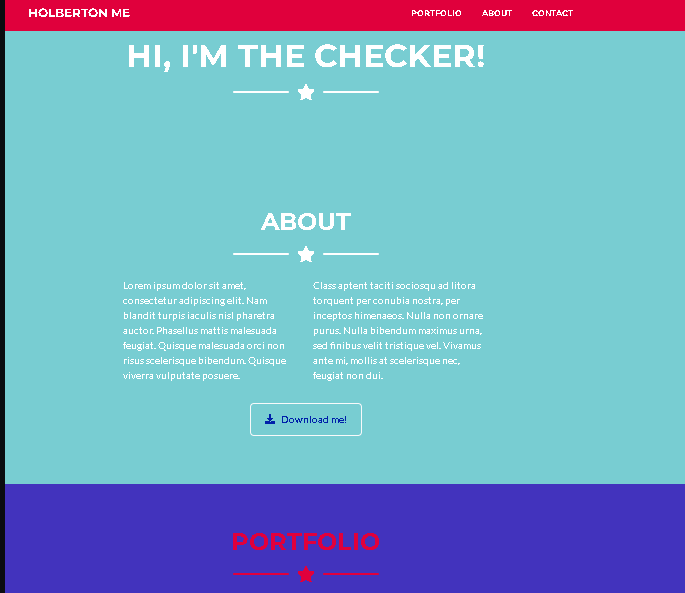 HOLBERTON ME
PORTFOLIO ABOUT CONTACT
HI, I'M THE CHECKER!
ABOUT
Lorem ipsum dolor sit amet,
consectetur adipiscing elit. Nam
blandit turpis iaculis nisl pharetra
auctor. Phasellus mattis malesuada
feugiat. Quisque malesuada orci non
risus scelerisque bibendum. Quisque
viverra vulputate posuere.
Class aptent taciti sociosqu ad litora
torquent per conubia nostra, per
inceptos himenaeos. Nulla non ornare
purus. Nulla bibendum maximus urna,
sed finibus velit tristique vel. Vivamus
ante mi, mollis at scelerisque nec,
feugiat non dui.
Download me!
PORTFOLIO